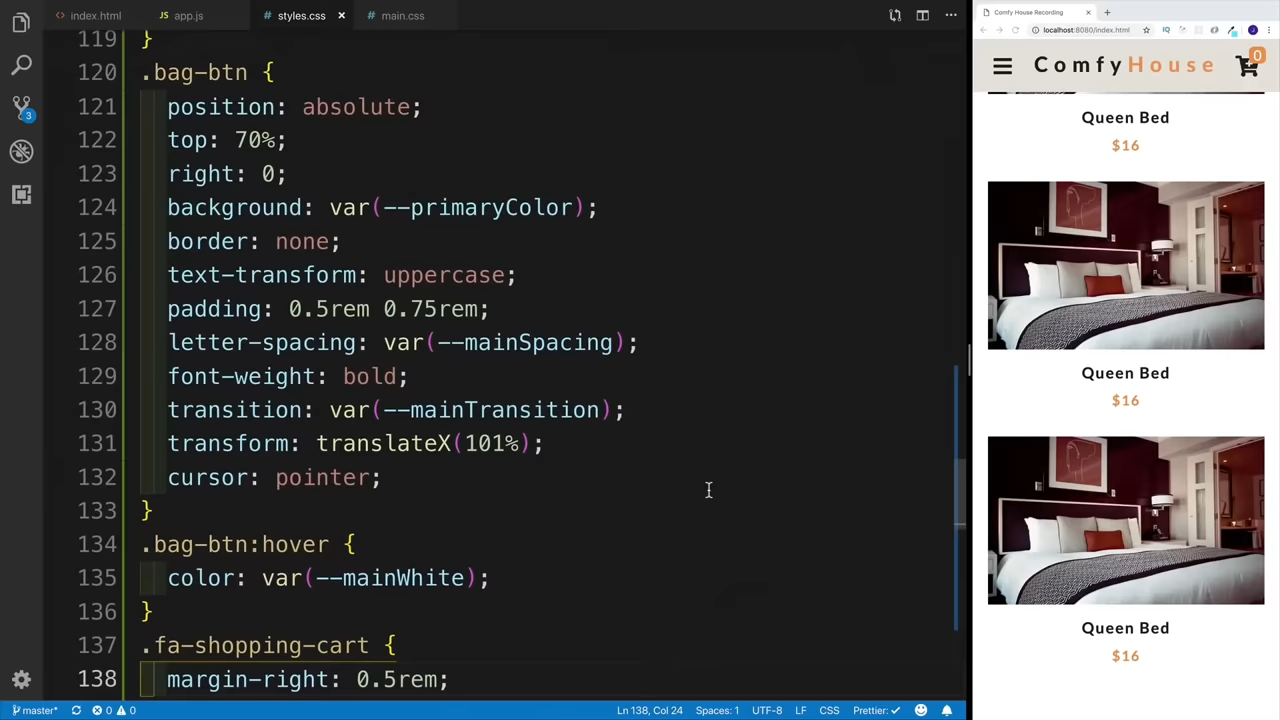 index.html
app.js
styles.css
main.css
119 }
120 .bag-btn {
121 position: absolute;
122 top: 70%;
123 right: 0;
124 background: var(--primaryColor);
125 border: none;
126 text-transform: uppercase;
127 padding: 0.5rem 0.75rem;
128 letter-spacing: var(--mainSpacing);
129 font-weight: bold;
130 transition: var(--mainTransition);
131 transform: translateX(101%);
132 cursor: pointer;
133 }
134 .bag-btn:hover {
135 color: var(--mainWhite);
136 }
137 .fa-shopping-cart {
138 margin-right: 0.5rem;
3
master*
0 0
Ln 138, Col 24
Spaces: 1
UTF-8
LF
CSS
Prettier: ✓
Comfy House Recording
localhost:8080/index.html
ComfyHouse
0
Queen Bed
$16
Queen Bed
$16
Queen Bed
$16